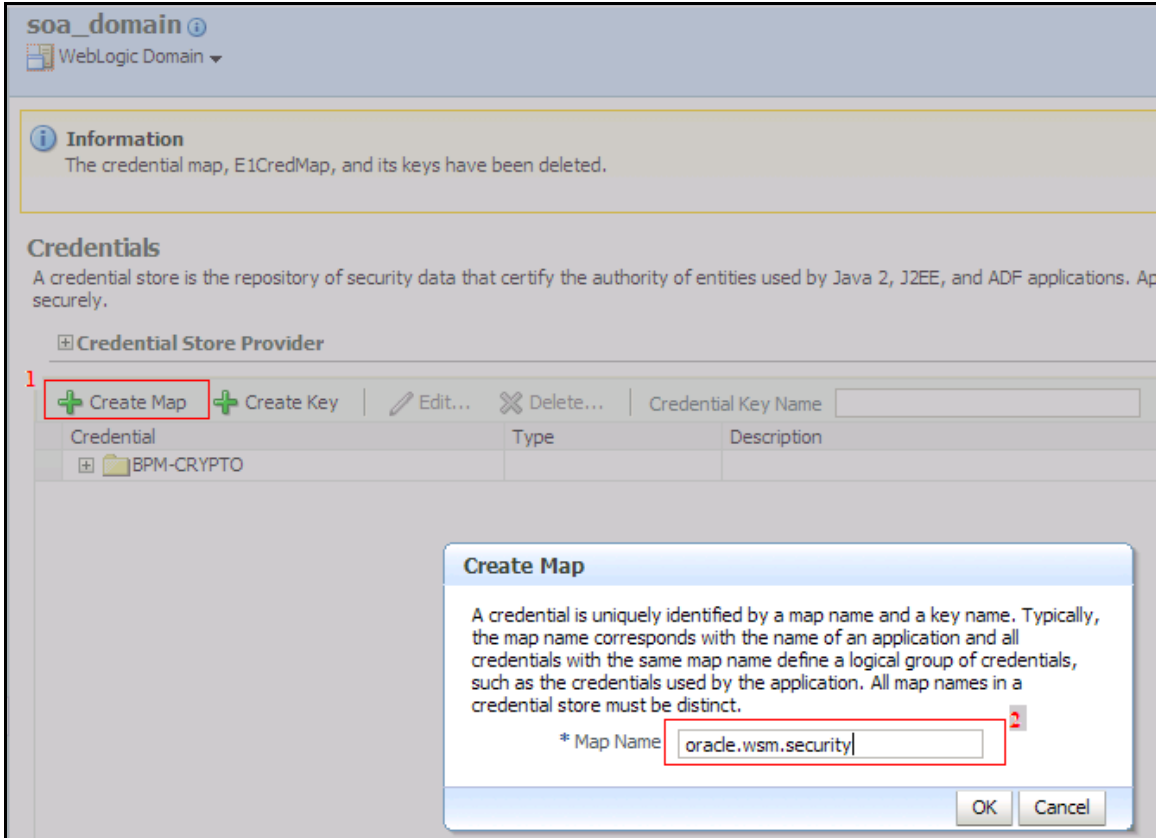 soa_domain
WebLogic Domain
Information
The credential map, E1CredMap, and its keys have been deleted.
Credentials
A credential store is the repository of security data that certify the authority of entities used by Java 2, J2EE, and ADF applications. Ap
securely.
Credential Store Provider
1
Create Map Create Key Edit... Delete... Credential Key Name
Credential Type Description
BPM-CRYPTO
Create Map
A credential is uniquely identified by a map name and a key name. Typically,
the map name corresponds with the name of an application and all
credentials with the same map name define a logical group of credentials,
such as the credentials used by the application. All map names in a
credential store must be distinct.
2
* Map Name oracle.wsm.security
OK Cancel